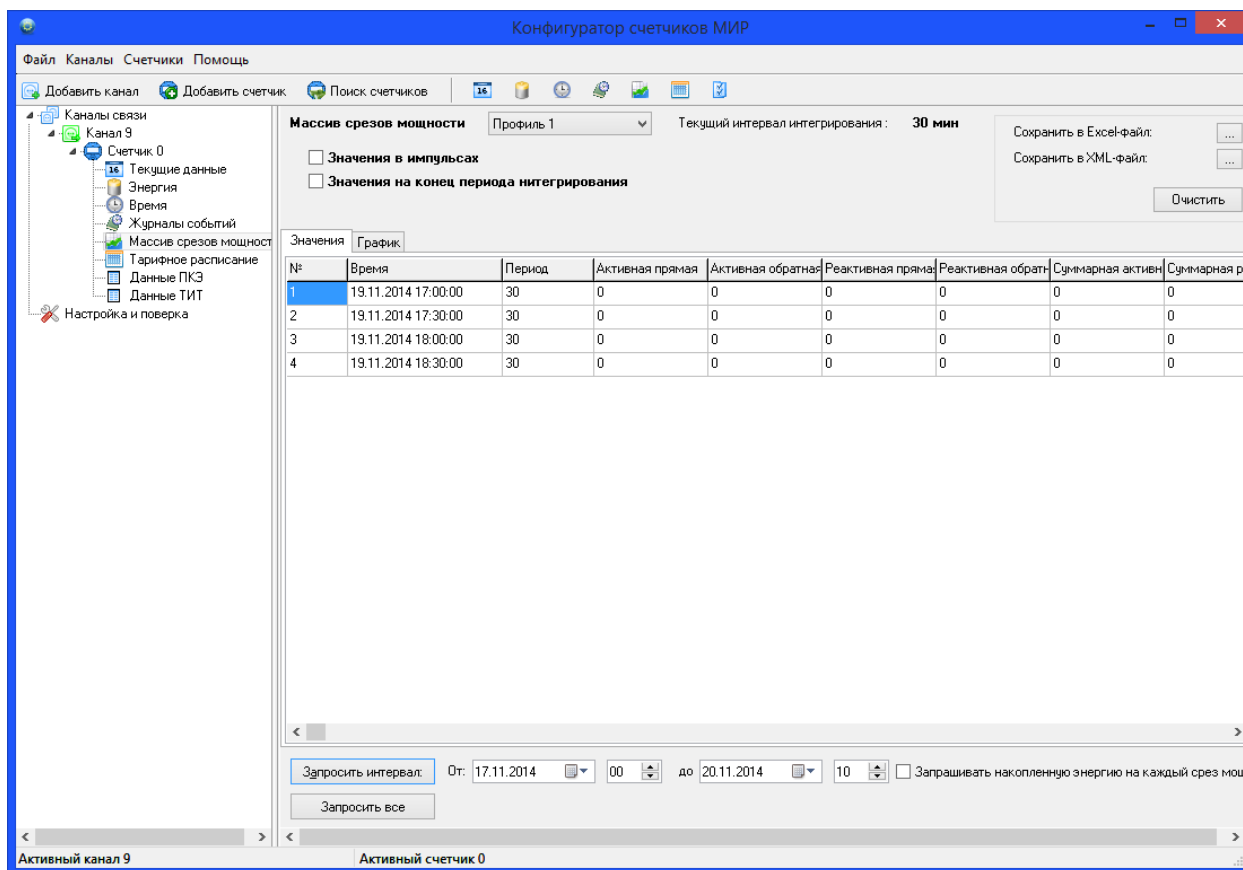 Конфигуратор счетчиков МИР
Файл Каналы Счетчики Помощь
Добавить канал Добавить счетчик Поиск счетчиков 16
Каналы связи
Канал 9
Счетчик 0
16 Текущие данные
Энергия
Время
Журналы событий
Массив срезов мощност
Тарифное расписание
Данные ПКЭ
Данные ТИТ
Настройка и поверка
Массив срезов мощности Профиль 1 Текущий интервал интегрирования : 30 мин
Значения в импульсах
Значения на конец периода нитегрирования
Сохранить в Excel-файл: ...
Сохранить в XML-файл: ...
Очистить
Значения График
№ Время Период Активная прямая Активная обратная Реактивная пряма Реактивная обратн Суммарная активн Суммарная р
1 19.11.2014 17:00:00 30 0 0 0 0 0 0
2 19.11.2014 17:30:00 30 0 0 0 0 0 0
3 19.11.2014 18:00:00 30 0 0 0 0 0 0
4 19.11.2014 18:30:00 30 0 0 0 0 0 0
Запросить интервал: От: 17.11.2014 00 до 20.11.2014 10 Запрашивать накопленную энергию на каждый срез мощ
Запросить все
Активный канал 9 Активный счетчик 0